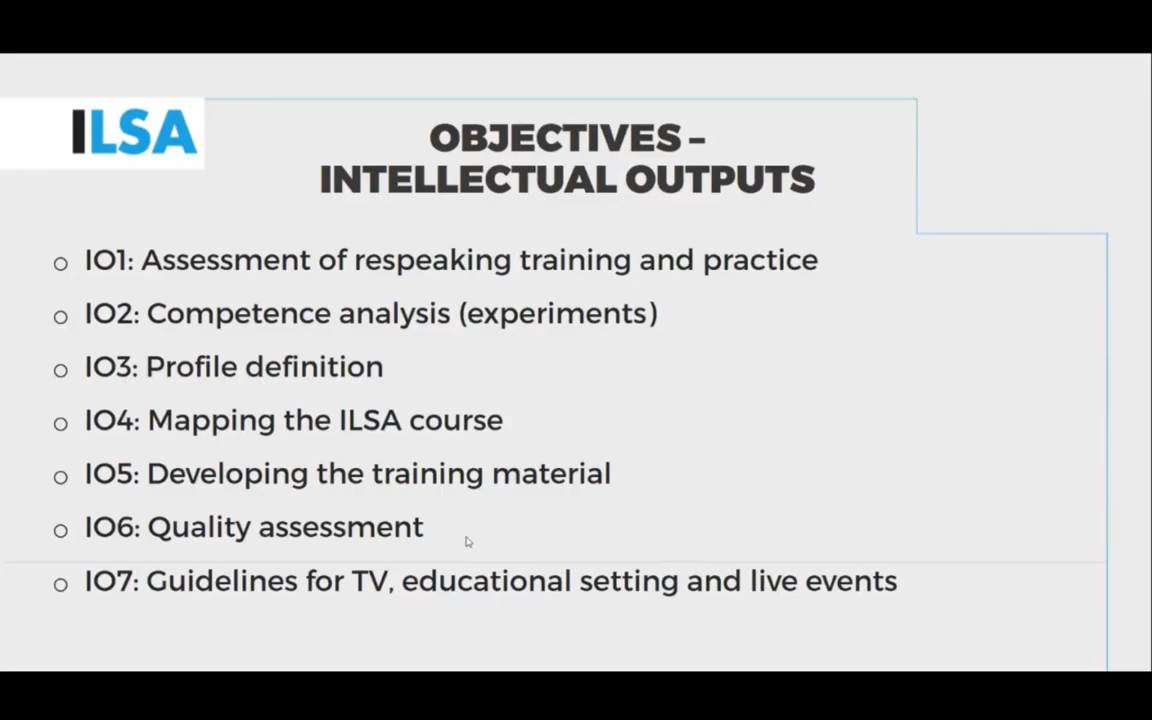 ILSA
OBJECTIVES –
INTELLECTUAL OUTPUTS
IO1: Assessment of respeaking training and practice
IO2: Competence analysis (experiments)
IO3: Profile definition
IO4: Mapping the ILSA course
IO5: Developing the training material
IO6: Quality assessment
IO7: Guidelines for TV, educational setting and live events